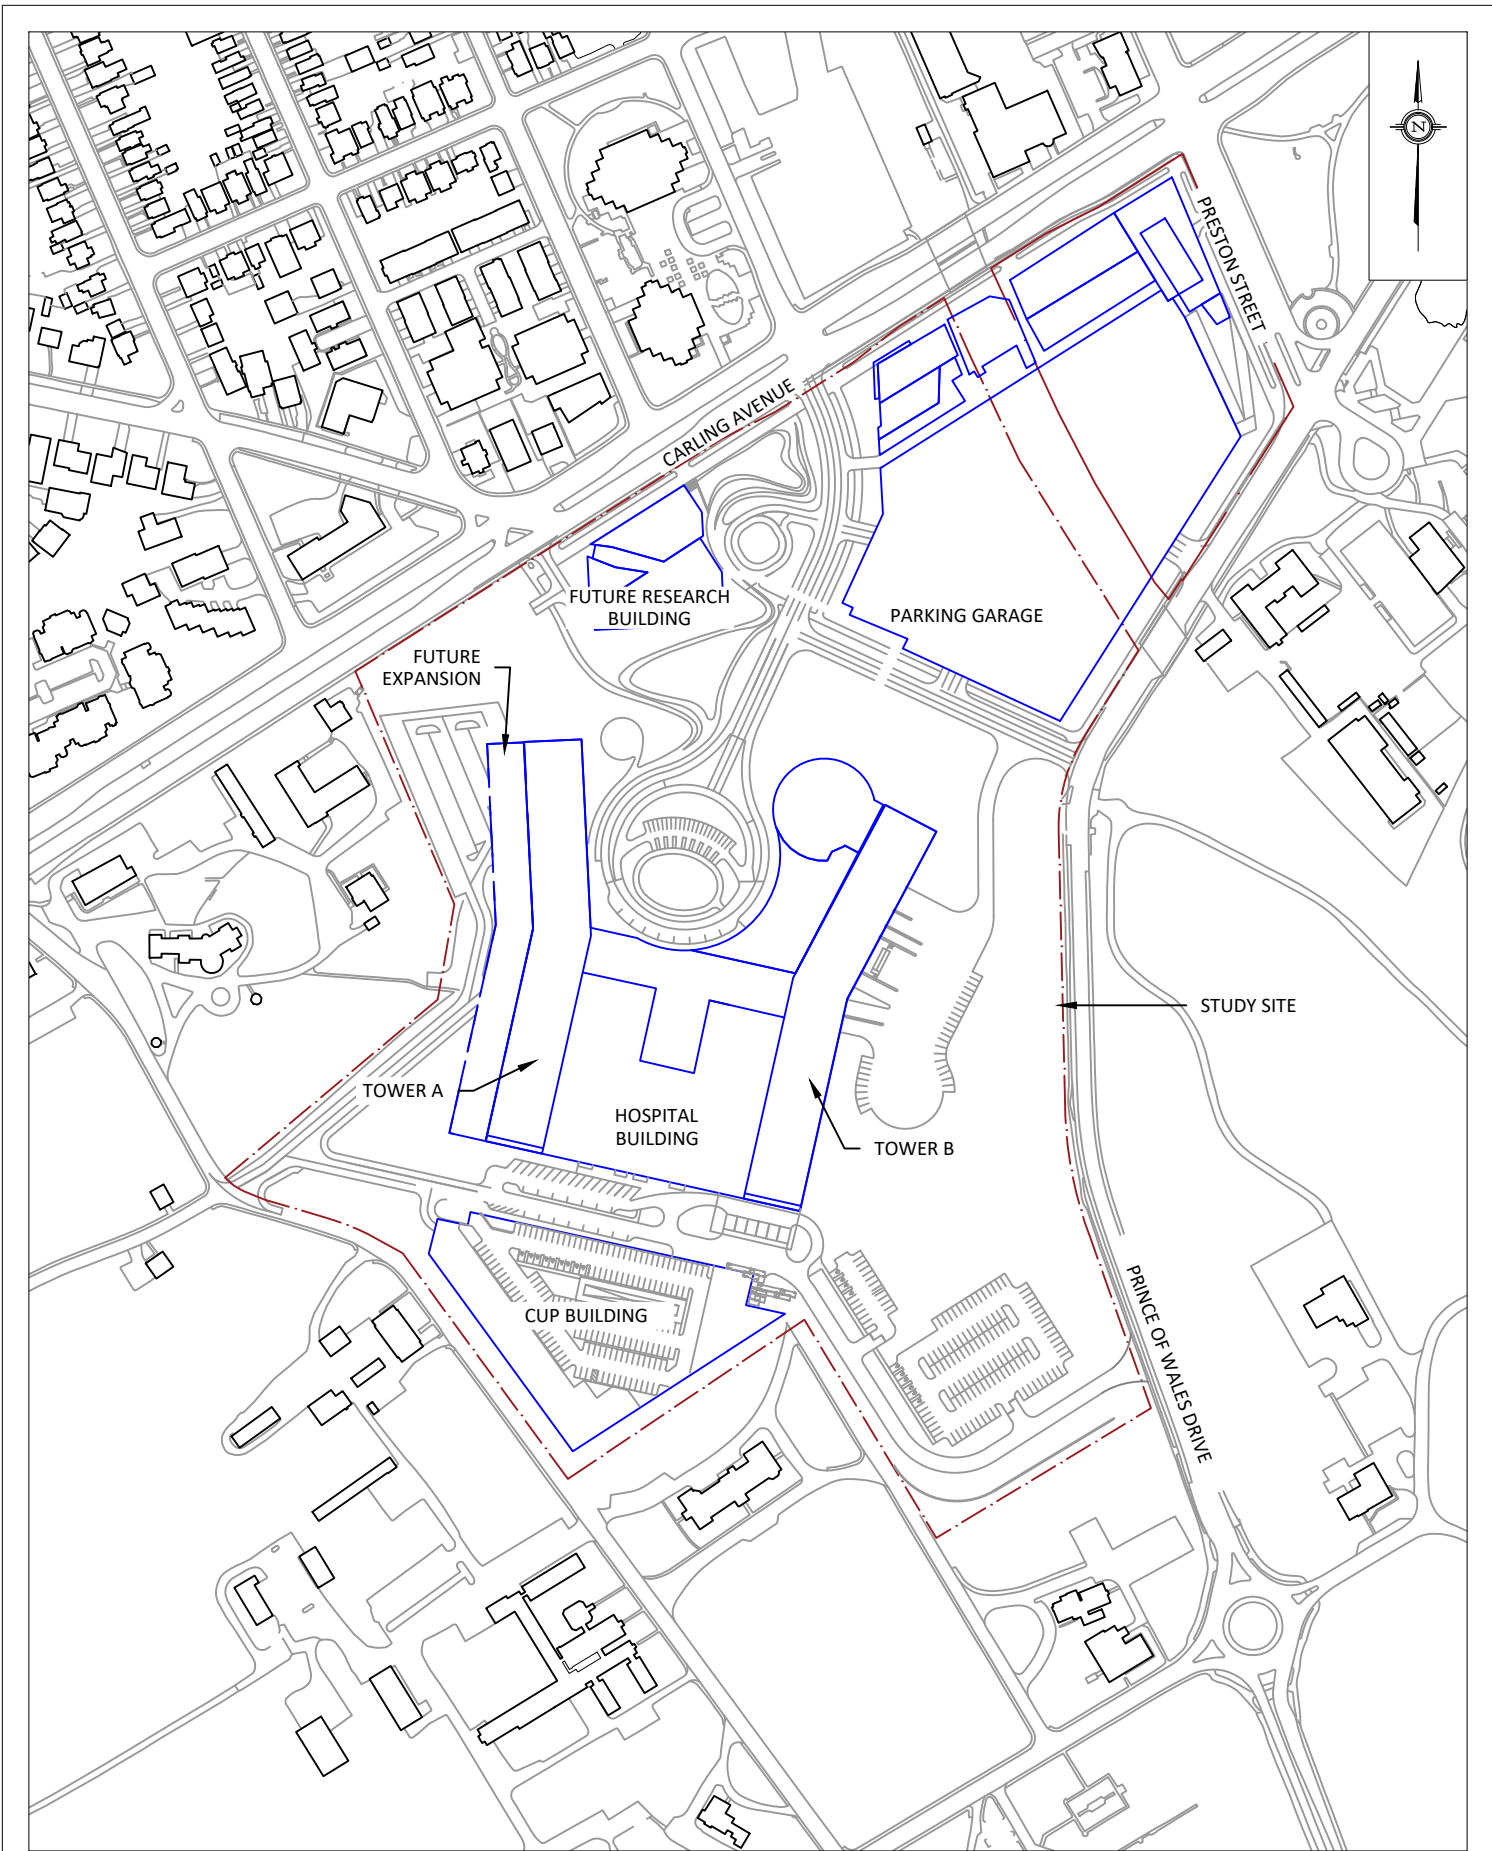 N
PRESTON STREET
CARLING AVENUE
FUTURE RESEARCH
BUILDING
PARKING GARAGE
FUTURE
EXPANSION
STUDY SITE
TOWER A
HOSPITAL
BUILDING
TOWER B
CUP BUILDING
PRINCE OF WALES DRIVE